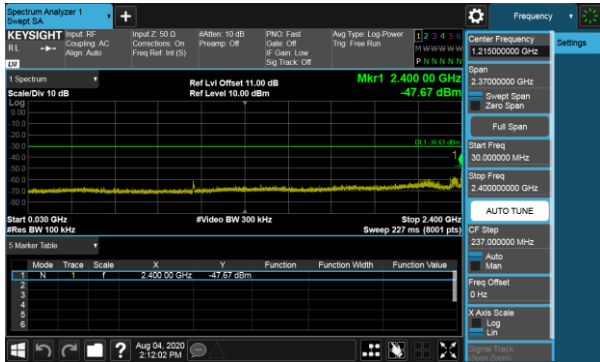 Spectrum Analyzer 1
Swept SA
Frequency
KEYSIGHT
Input: RF
Coupling: AC
Align: Auto
Input Z: 50 Ω
Corrections: On
Freq Ref: Int (S)
#Atten: 10 dB
Preamp: Off
PNO: Fast
Gate: Off
IF Gain: Low
Sig Track: Off
Avg Type: Log-Power
Trig: Free Run
1 2 3 4 5 6
M W W W W W
P N N N N N
RL
LXI
1 Spectrum
Scale/Div 10 dB
Ref Lvl Offset 11.00 dB
Ref Level 10.00 dBm
Mkr1 2.400 00 GHz
-47.67 dBm
Log
0.00
-10.0
-20.0
-30.0
-40.0
-50.0
-60.0
-70.0
-80.0
1
Start 0.030 GHz
#Res BW 100 kHz
#Video BW 300 kHz
Stop 2.400 GHz
Sweep 227 ms (8001 pts)
5 Marker Table
Mode Trace Scale X Y Function Function Width Function Value
1 N 1 f 2.400 00 GHz -47.67 dBm
2
3
4
5
6
Aug 04, 2020
2:12:02 PM
Center Frequency
1.215000000 GHz
Settings
Span
2.37000000 GHz
Swept Span
Zero Span
Full Span
Start Freq
30.000000 MHz
Stop Freq
2.400000000 GHz
AUTO TUNE
CF Step
237.000000 MHz
Auto
Man
Freq Offset
0 Hz
X Axis Scale
Log
Lin
Signal Track
(Span Zoom)